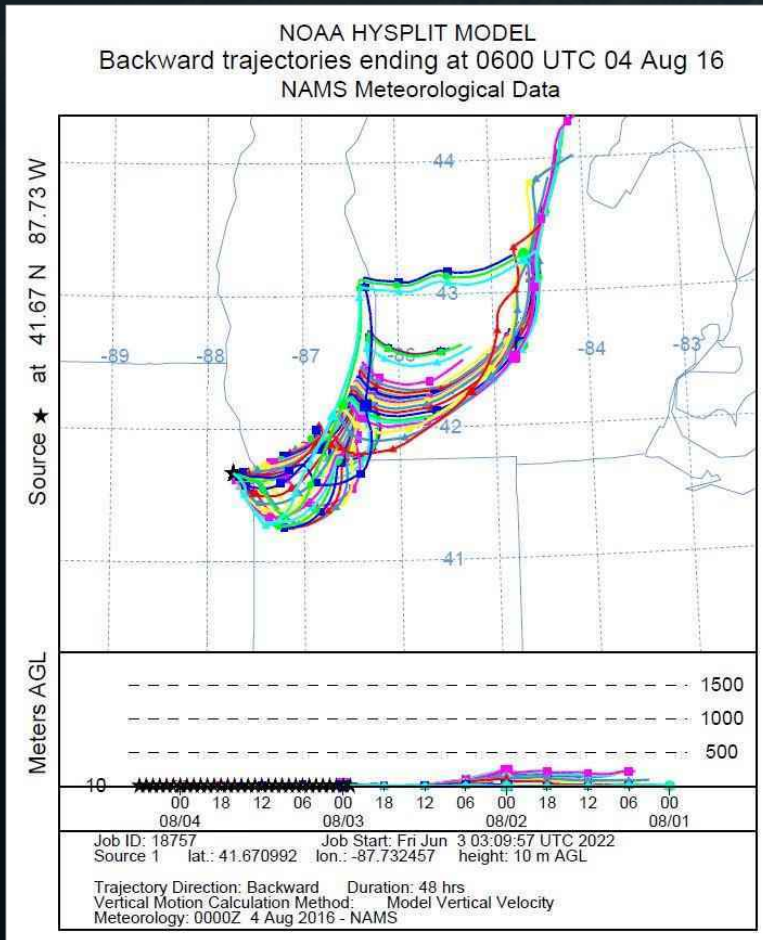 NOAA HYSPLIT MODEL
Backward trajectories ending at 0600 UTC 04 Aug 16
NAMS Meteorological Data
Source ★ at 41.67 N 87.73 W
44
43
-89 -88 -87 -86 -84 -83
42
41
Meters AGL
1500
1000
500
10
00 18 12 06 00 18 12 06 00 18 12 06 00
08/04 08/03 08/02 08/01
Job ID: 18757 Job Start: Fri Jun 3 03:09:57 UTC 2022
Source 1 lat.: 41.670992 lon.: -87.732457 height: 10 m AGL
Trajectory Direction: Backward Duration: 48 hrs
Vertical Motion Calculation Method: Model Vertical Velocity
Meteorology: 0000Z 4 Aug 2016 - NAMS